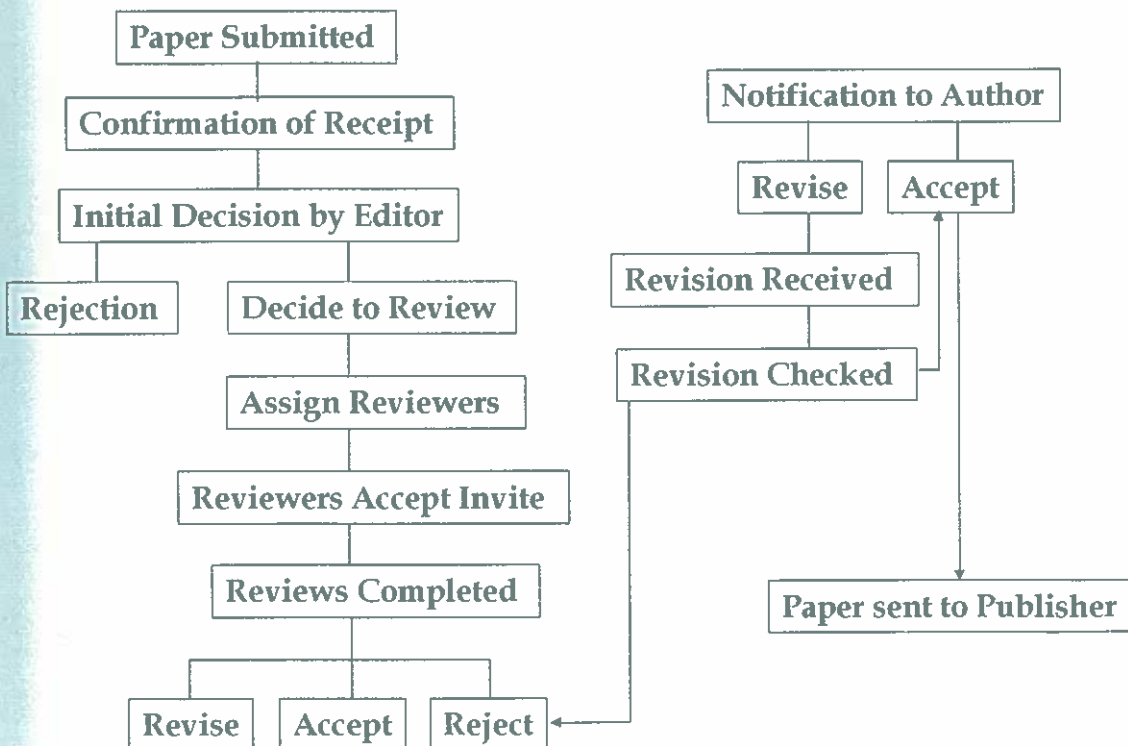 Paper Submitted
Confirmation of Receipt
Initial Decision by Editor
Rejection
Decide to Review
Assign Reviewers
Reviewers Accept Invite
Reviews Completed
Revise
Accept
Reject
Notification to Author
Revise
Accept
Revision Received
Revision Checked
Paper sent to Publisher